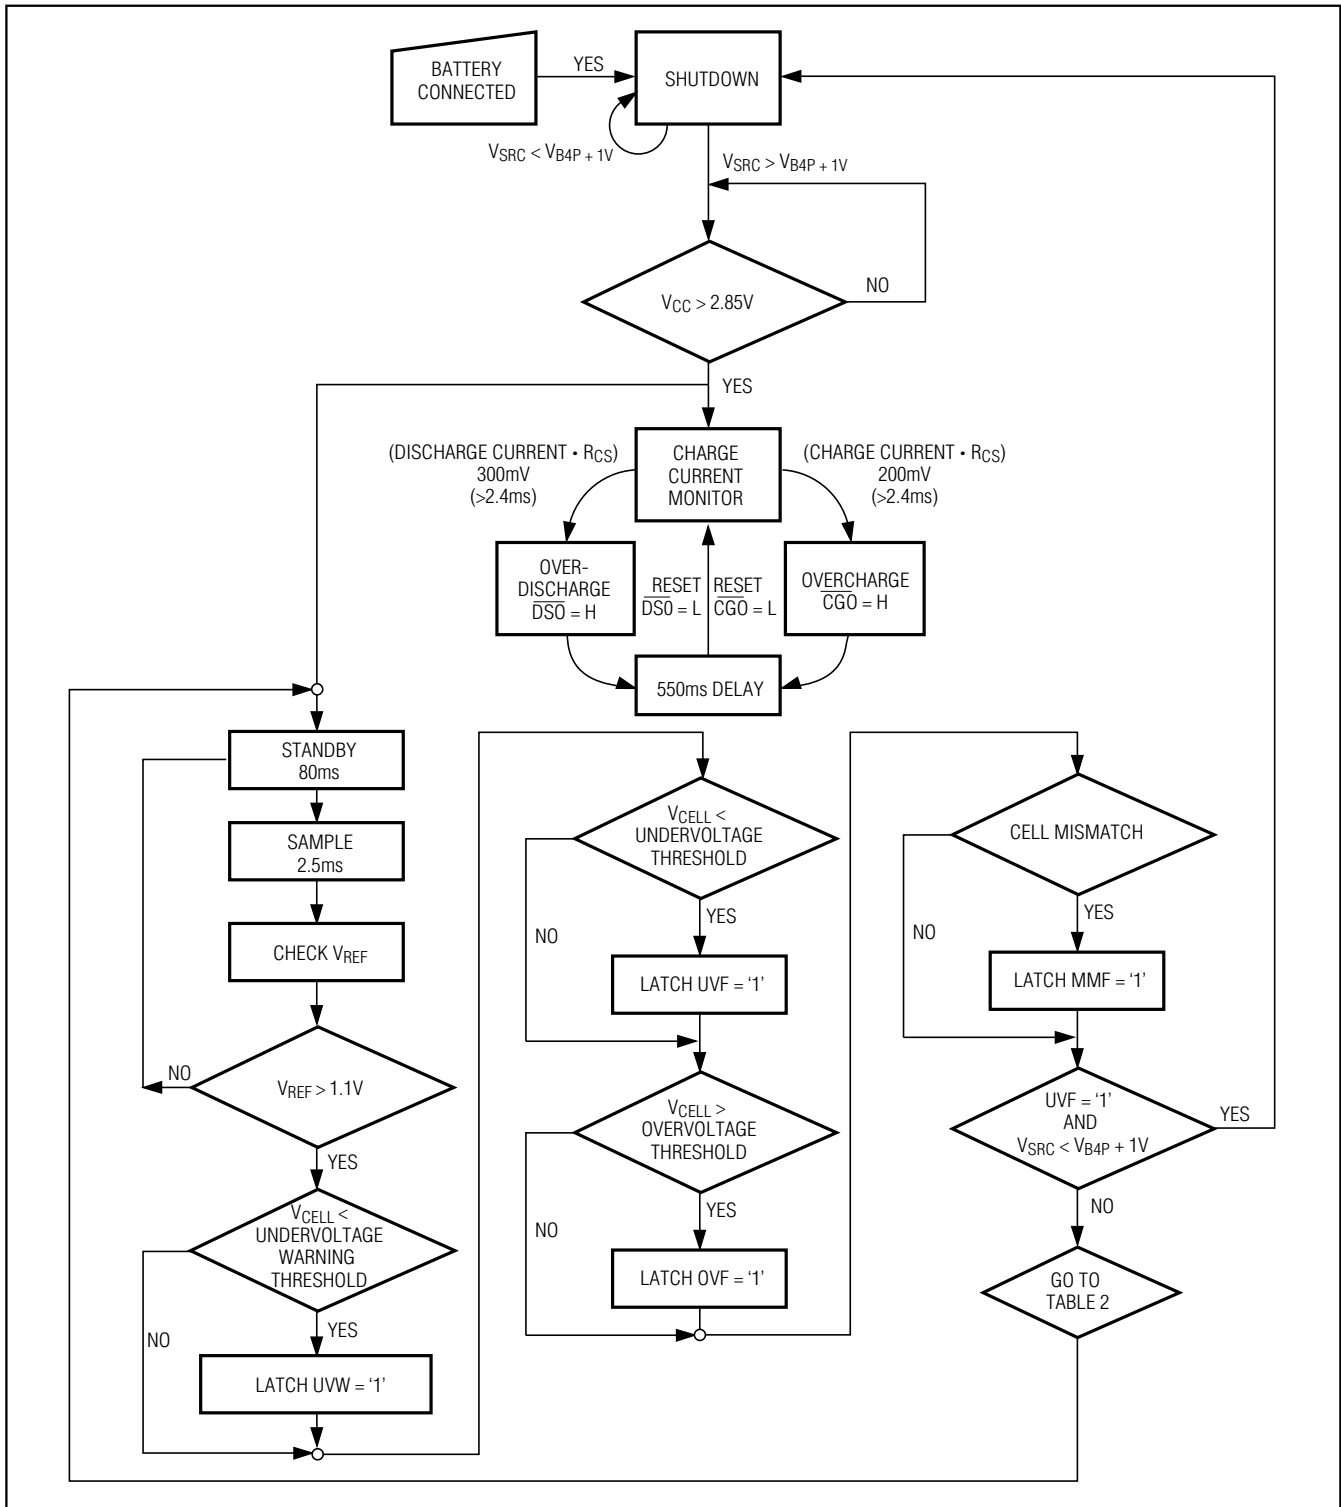 BATTERY
CONNECTED
YES
SHUTDOWN
VSRC < VB4P + 1V
VSRC > VB4P + 1V
VCC > 2.85V
NO
YES
(DISCHARGE CURRENT • RCS)
300mV
(>2.4ms)
CHARGE
CURRENT
MONITOR
(CHARGE CURRENT • RCS)
200mV
(>2.4ms)
OVER-
DISCHARGE
D̅S̅O̅ = H
RESET
D̅S̅O̅ = L
RESET
C̅G̅O̅ = L
OVERCHARGE
C̅G̅O̅ = H
550ms DELAY
STANDBY
80ms
SAMPLE
2.5ms
CHECK VREF
NO
VREF > 1.1V
YES
VCELL <
UNDERVOLTAGE
WARNING
THRESHOLD
NO
YES
LATCH UVW = ‘1’
VCELL <
UNDERVOLTAGE
THRESHOLD
YES
NO
LATCH UVF = ‘1’
VCELL >
OVERVOLTAGE
THRESHOLD
YES
NO
LATCH OVF = ‘1’
CELL MISMATCH
YES
NO
LATCH MMF = ‘1’
UVF = ‘1’
AND
VSRC < VB4P + 1V
YES
NO
GO TO
TABLE 2